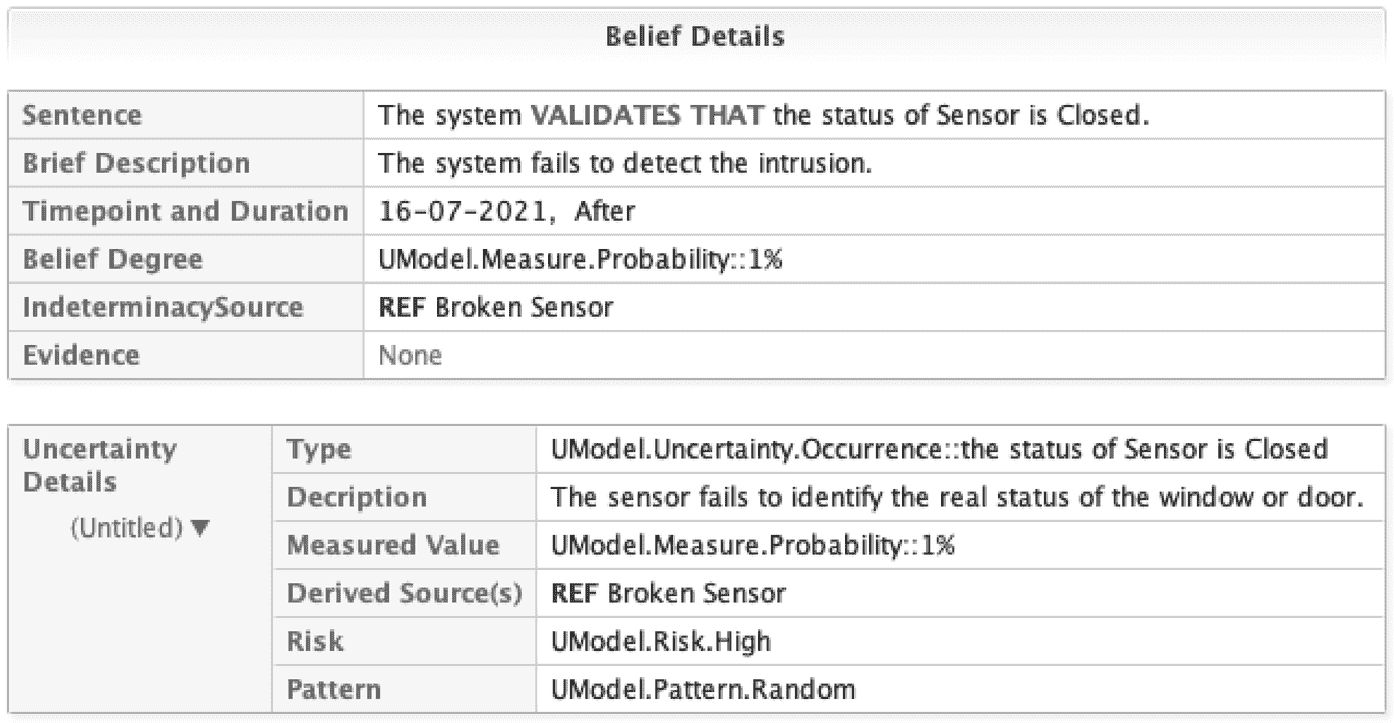 Belief Details
Sentence The system VALIDATES THAT the status of Sensor is Closed.
Brief Description The system fails to detect the intrusion.
Timepoint and Duration 16-07-2021, After
Belief Degree UModel.Measure.Probability::1%
IndeterminacySource REF Broken Sensor
Evidence None
Uncertainty Details
(Untitled) ▼
Type UModel.Uncertainty.Occurrence::the status of Sensor is Closed
Decription The sensor fails to identify the real status of the window or door.
Measured Value UModel.Measure.Probability::1%
Derived Source(s) REF Broken Sensor
Risk UModel.Risk.High
Pattern UModel.Pattern.Random